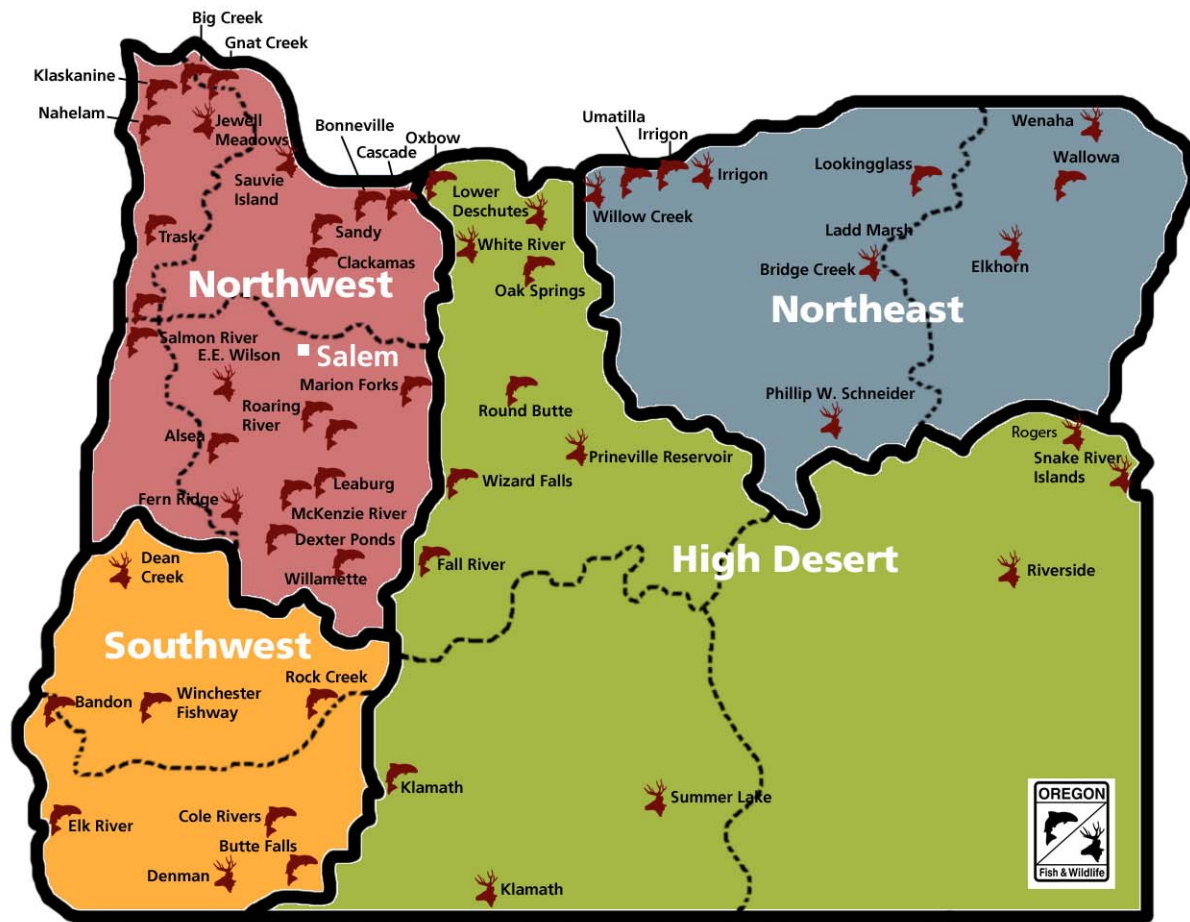 Big Creek
Gnat Creek
Klaskanine
Nahelam
Jewell
Meadows
Sauvie
Island
Bonneville
Cascade
Oxbow
Trask
Sandy
Clackamas
Northwest
Salmon River
E.E. Wilson
Salem
Marion Forks
Roaring
River
Alsea
Leaburg
Fern Ridge
McKenzie River
Dexter Ponds
Willamette
Umatilla
Irrigon
Irrigon
Willow Creek
Lookingglass
Wenaha
Wallowa
Ladd Marsh
Bridge Creek
Elkhorn
Northeast
Phillip W. Schneider
Lower
Deschutes
White River
Oak Springs
Round Butte
Prineville Reservoir
Wizard Falls
Fall River
High Desert
Rogers
Snake River
Islands
Riverside
Klamath
Summer Lake
Klamath
Dean
Creek
Southwest
Rock Creek
Bandon
Winchester
Fishway
Elk River
Cole Rivers
Butte Falls
Denman
OREGON
Fish & Wildlife